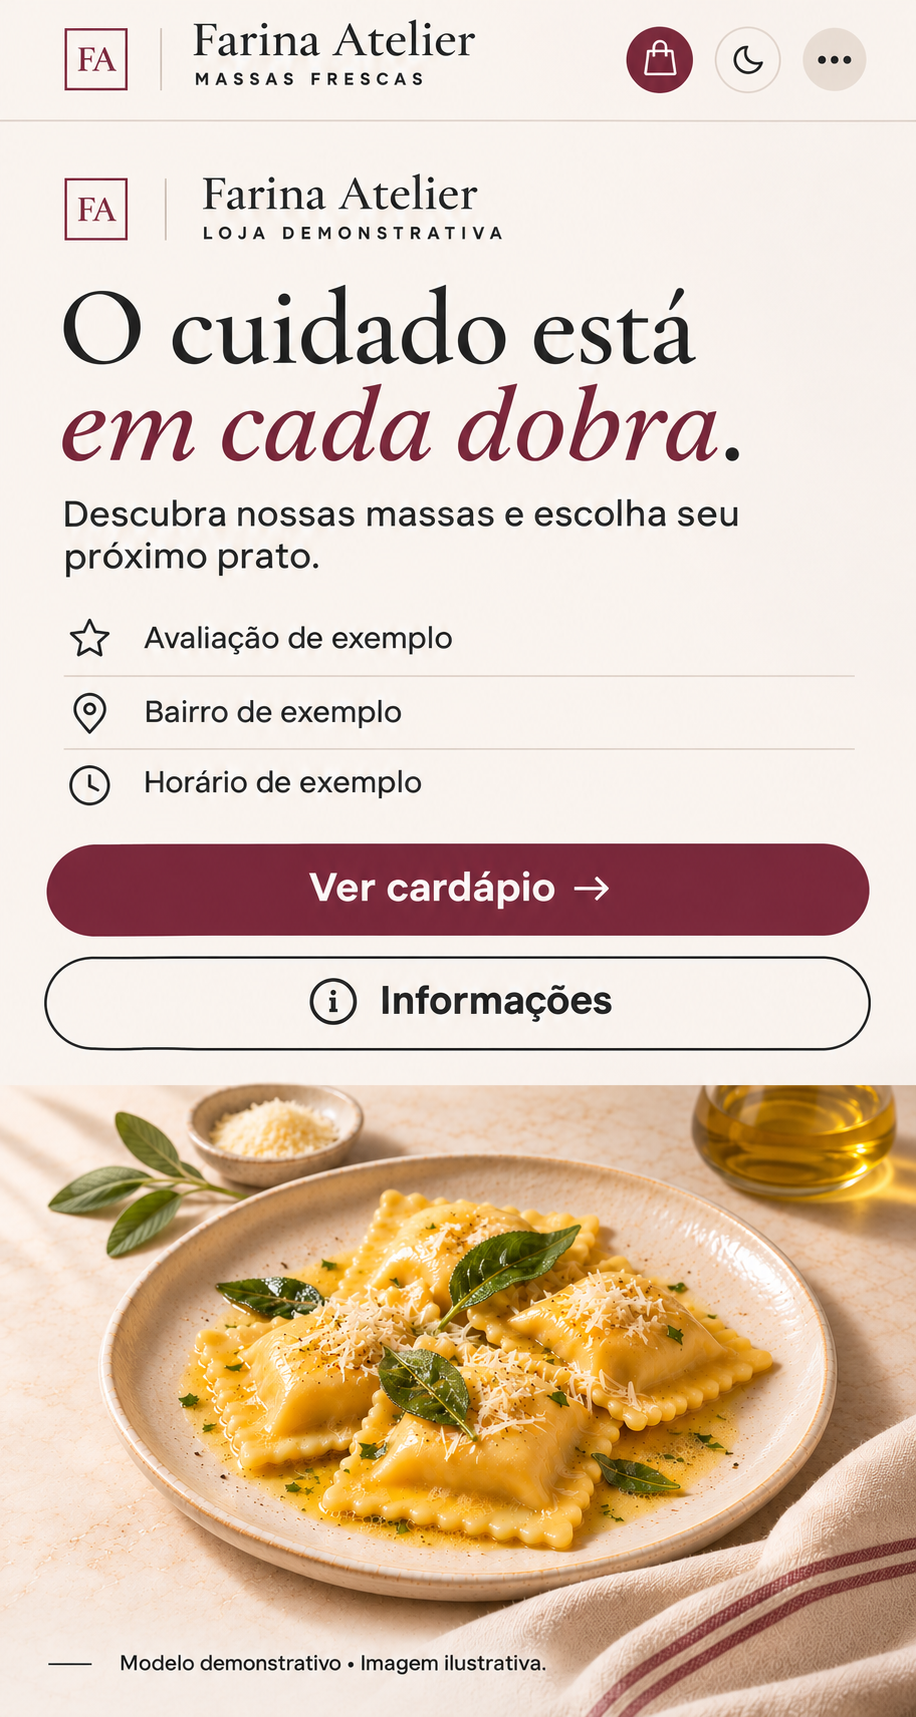 FA
Farina Atelier
MASSAS FRESCAS
FA
Farina Atelier
LOJA DEMONSTRATIVA
O cuidado está
em cada dobra.
Descubra nossas massas e escolha seu
próximo prato.
Avaliação de exemplo
Bairro de exemplo
Horário de exemplo
Ver cardápio →
Informações
Modelo demonstrativo • Imagem ilustrativa.